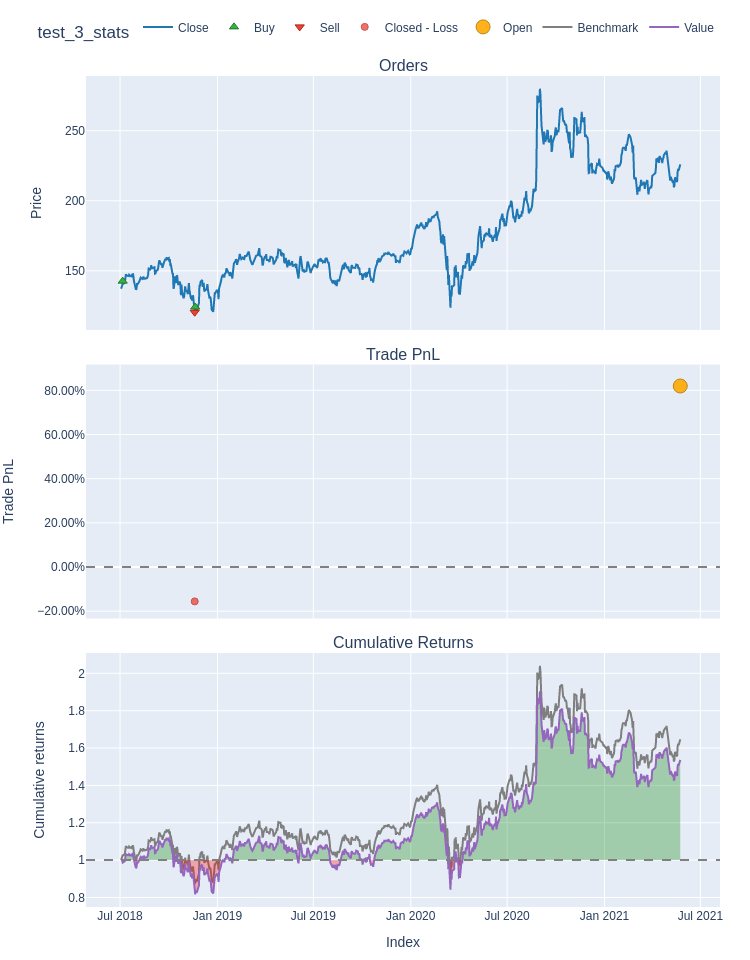 test_3_stats
Close Buy Sell Closed - Loss Open Benchmark Value
Orders
Price
250
200
150
Trade PnL
Trade PnL
80.00%
60.00%
40.00%
20.00%
0.00%
−20.00%
Cumulative Returns
Cumulative returns
2
1.8
1.6
1.4
1.2
1
0.8
Jul 2018 Jan 2019 Jul 2019 Jan 2020 Jul 2020 Jan 2021 Jul 2021
Index